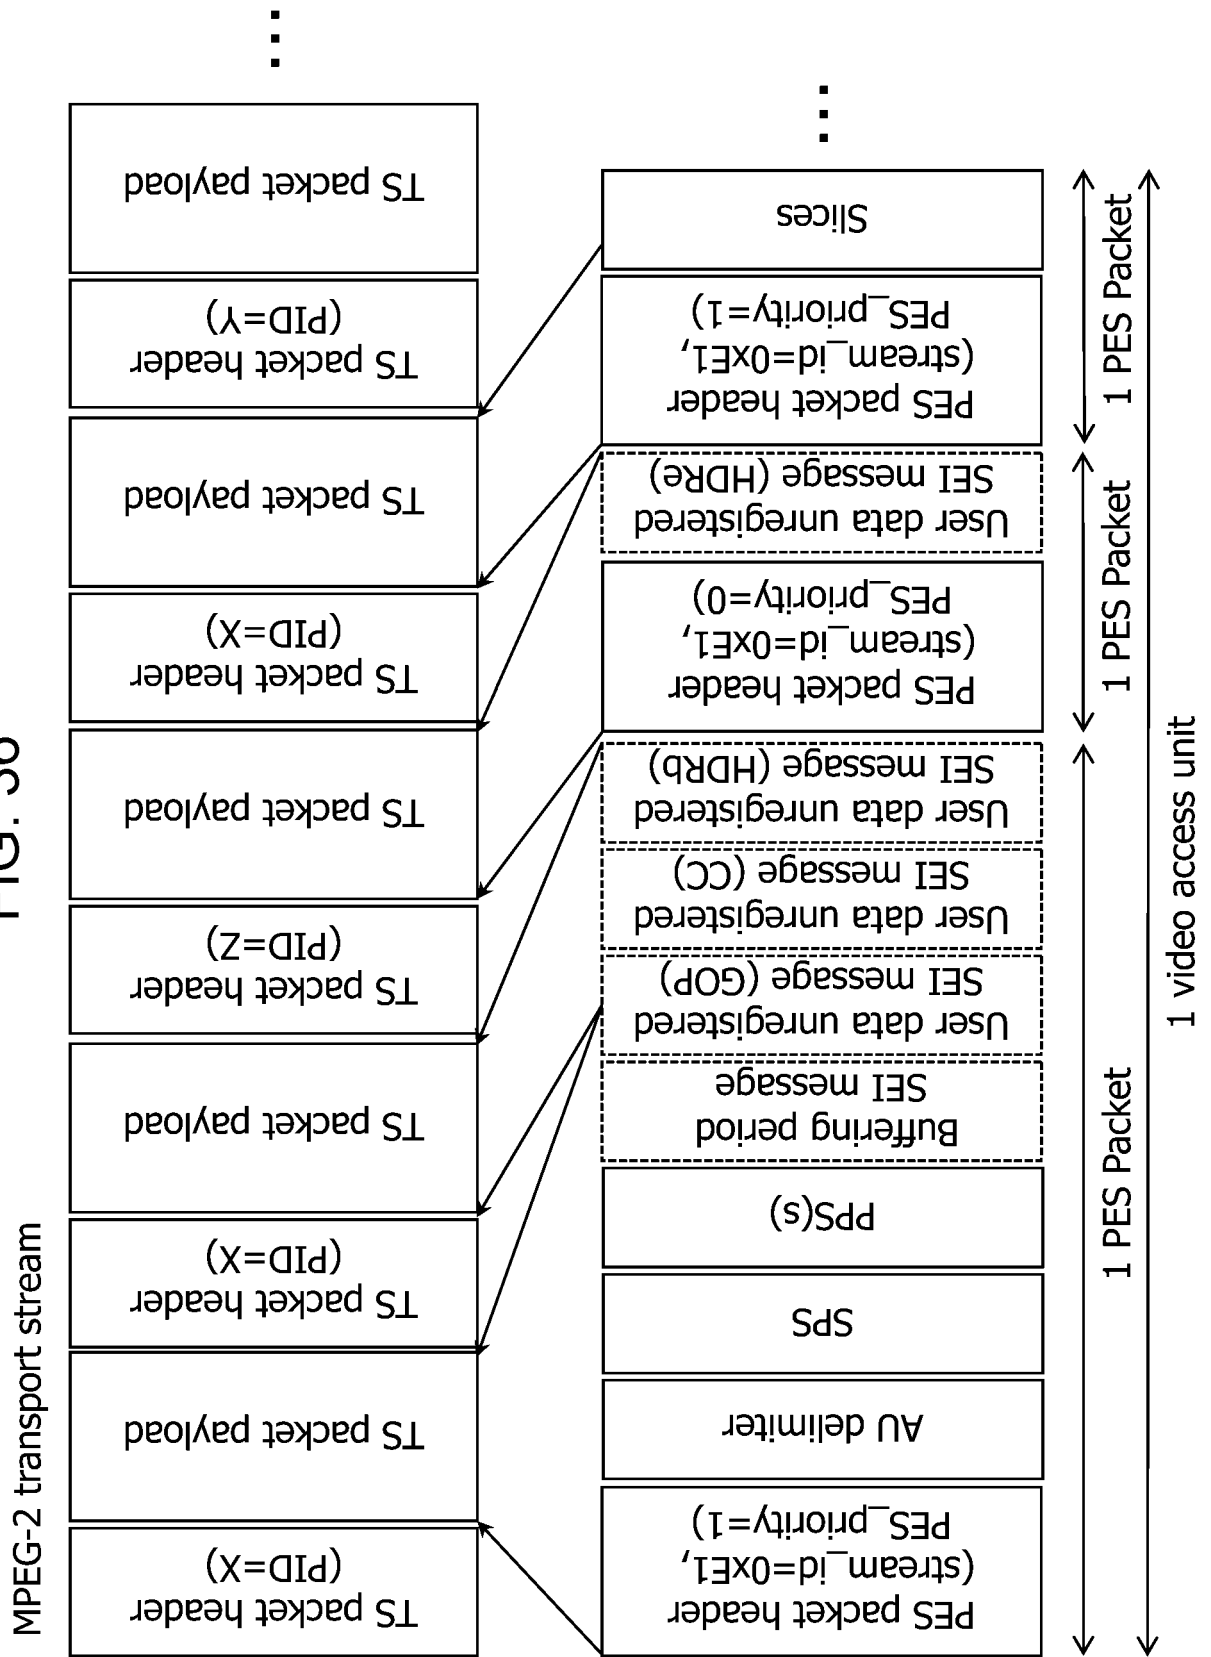 FIG.
MPEG-2 transport stream
TS packet header
(PID=X)
TS packet payload
TS packet header
(PID=X)
TS packet payload
TS packet header
(PID=Z)
TS packet payload
TS packet header
(PID=X)
TS packet payload
TS packet header
(PID=Y)
TS packet payload
...
PES packet header
(stream_id=0xE1,
PES_priority=1)
AU delimiter
SPS
PPS(s)
Buffering period
SEI message
User data unregistered
SEI message (GOP)
User data unregistered
SEI message (CC)
User data unregistered
SEI message (HDRb)
PES packet header
(stream_id=0xE1,
PES_priority=0)
User data unregistered
SEI message (HDRe)
PES packet header
(stream_id=0xE1,
PES_priority=1)
Slices
...
1 PES Packet
1 PES Packet
1 PES Packet
1 video access unit